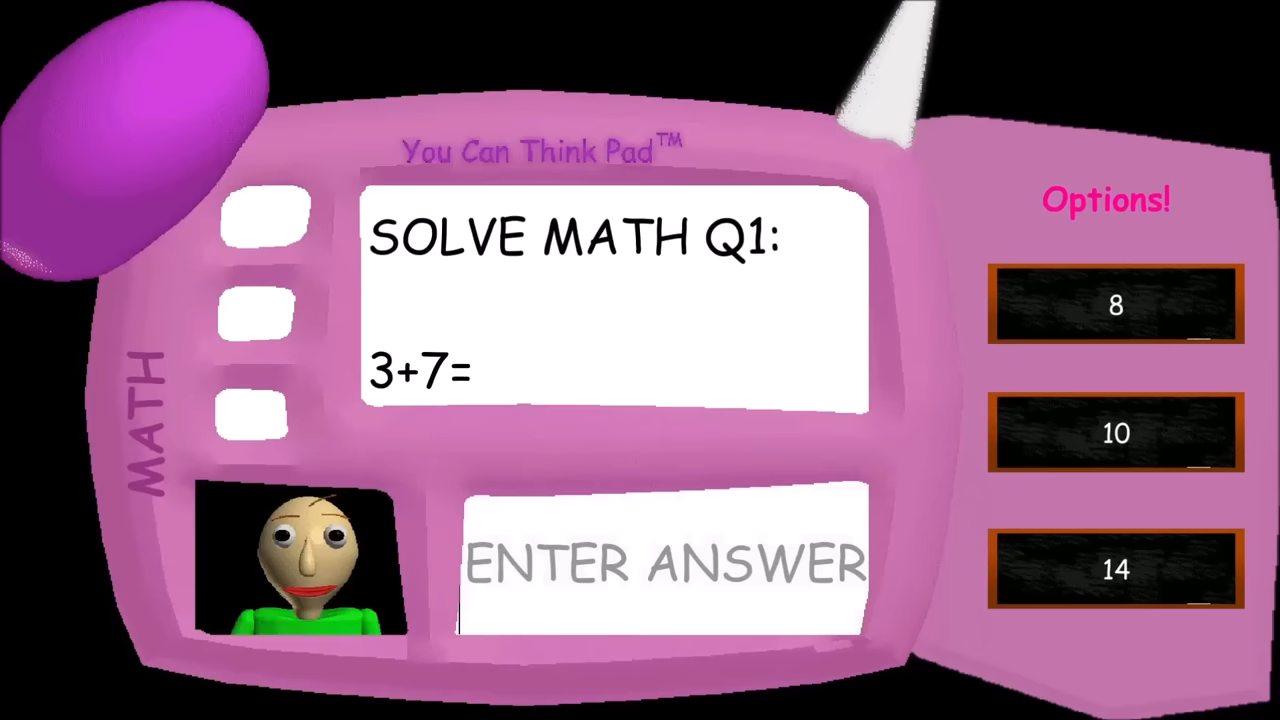 You Can Think Pad™
SOLVE MATH Q1:
3+7=
MATH
ENTER ANSWER
Options!
8
10
14